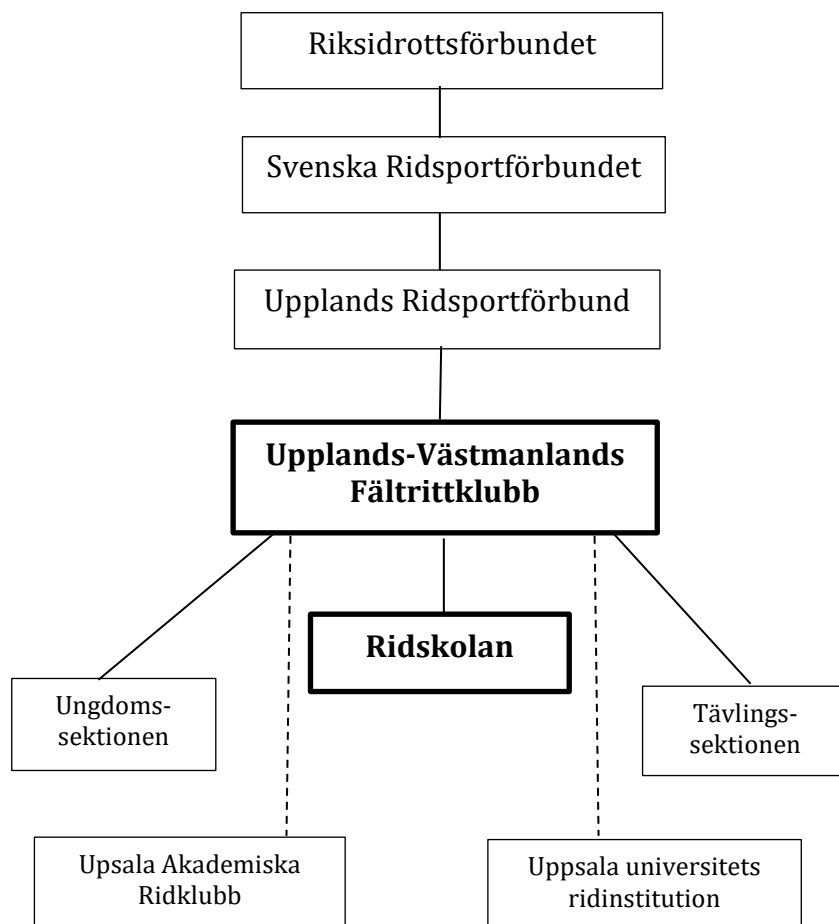 Riksidrottsförbundet
Svenska Ridsportförbundet
Upplands Ridsportförbund
Upplands-Västmanlands
Fältrittklubb
Ridskolan
Ungdoms-
sektionen
Tävlings-
sektionen
Upsala Akademiska
Ridklubb
Uppsala universitets
ridinstitution